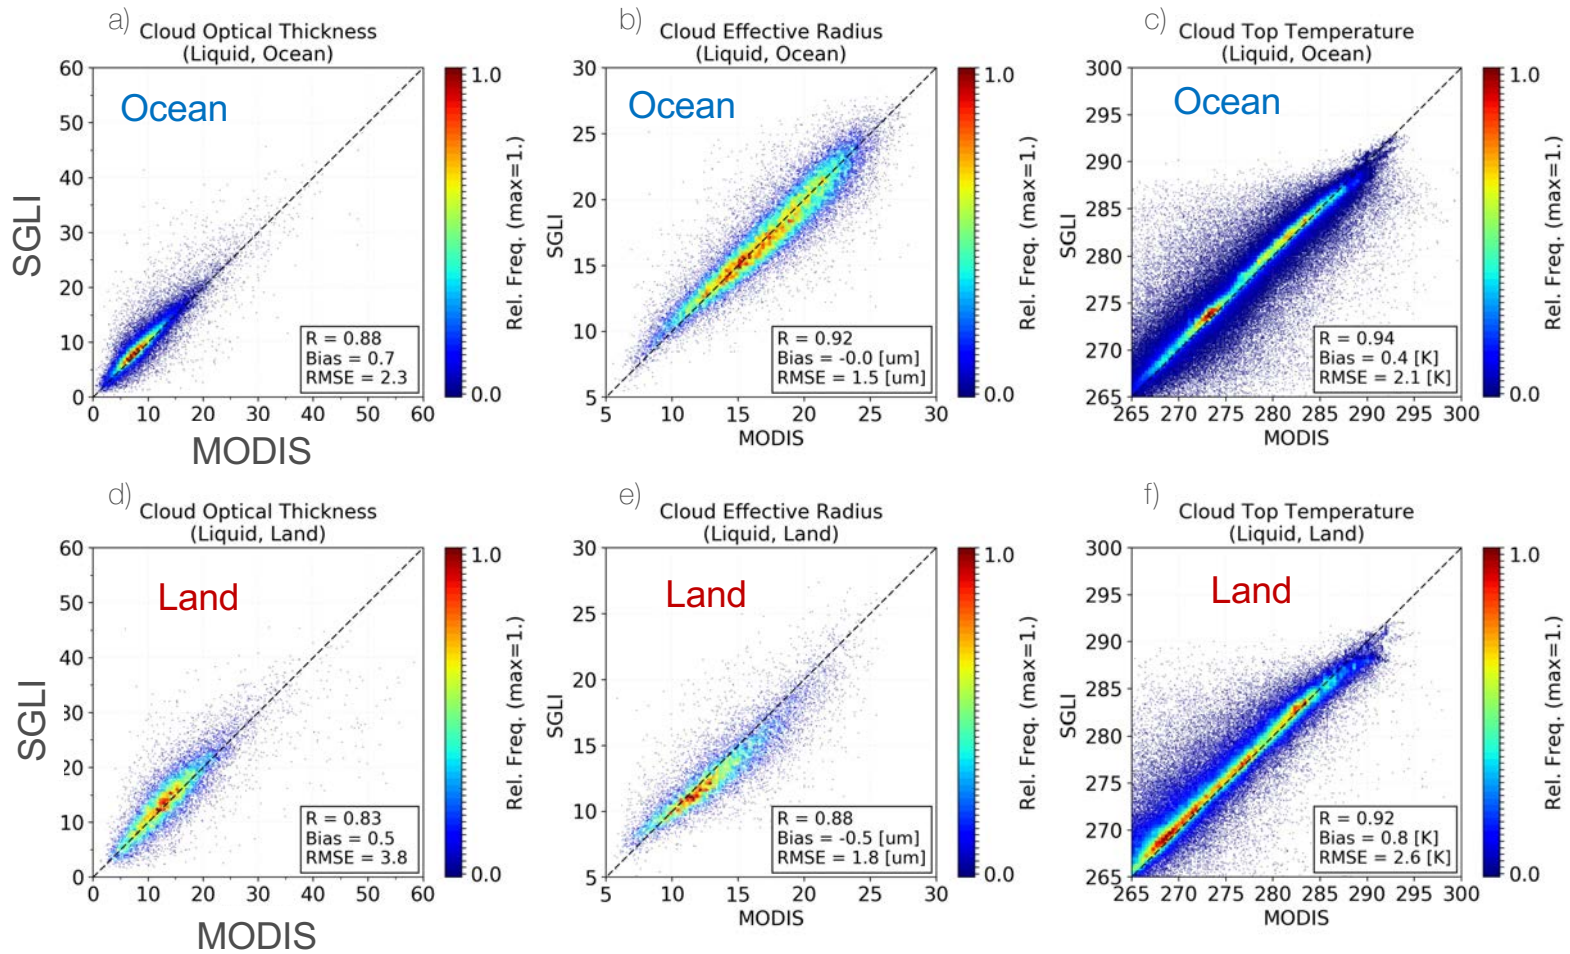 a)
Cloud Optical Thickness
(Liquid, Ocean)
60
50
40
30
20
10
0
0 10 20 30 40 50 60
Ocean
SGLI
MODIS
R = 0.88
Bias = 0.7
RMSE = 2.3
1.0
0.0
Rel. Freq. (max=1.)
b)
Cloud Effective Radius
(Liquid, Ocean)
30
25
20
15
10
5
5 10 15 20 25 30
Ocean
SGLI
MODIS
R = 0.92
Bias = -0.0 [um]
RMSE = 1.5 [um]
1.0
0.0
Rel. Freq. (max=1.)
c)
Cloud Top Temperature
(Liquid, Ocean)
300
295
290
285
280
275
270
265
265 270 275 280 285 290 295 300
Ocean
SGLI
MODIS
R = 0.94
Bias = 0.4 [K]
RMSE = 2.1 [K]
1.0
0.0
Rel. Freq. (max=1.)
d)
Cloud Optical Thickness
(Liquid, Land)
60
50
40
30
20
10
0
0 10 20 30 40 50 60
Land
SGLI
MODIS
R = 0.83
Bias = 0.5
RMSE = 3.8
1.0
0.0
Rel. Freq. (max=1.)
e)
Cloud Effective Radius
(Liquid, Land)
30
25
20
15
10
5
5 10 15 20 25 30
Land
SGLI
MODIS
R = 0.88
Bias = -0.5 [um]
RMSE = 1.8 [um]
1.0
0.0
Rel. Freq. (max=1.)
f)
Cloud Top Temperature
(Liquid, Land)
300
295
290
285
280
275
270
265
265 270 275 280 285 290 295 300
Land
SGLI
MODIS
R = 0.92
Bias = 0.8 [K]
RMSE = 2.6 [K]
1.0
0.0
Rel. Freq. (max=1.)